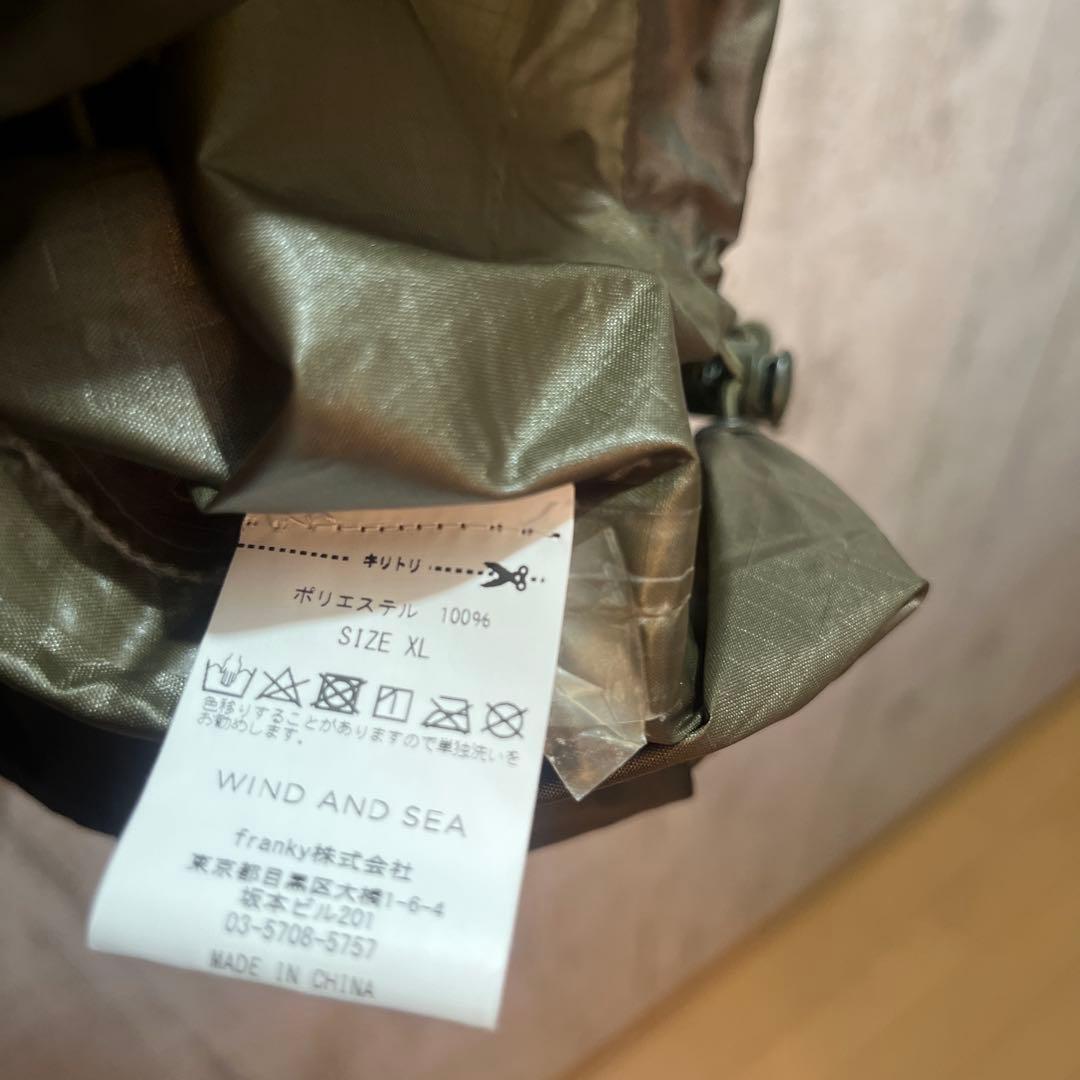 キリトリ
ポリエステル 100%
SIZE XL
色移りすることがありますので単独洗いを
お勧めします.
WIND AND SEA
franky株式会社
東京都目黒区大橋1-6-4
坂本ビル201
03-5708-5757
MADE IN CHINA